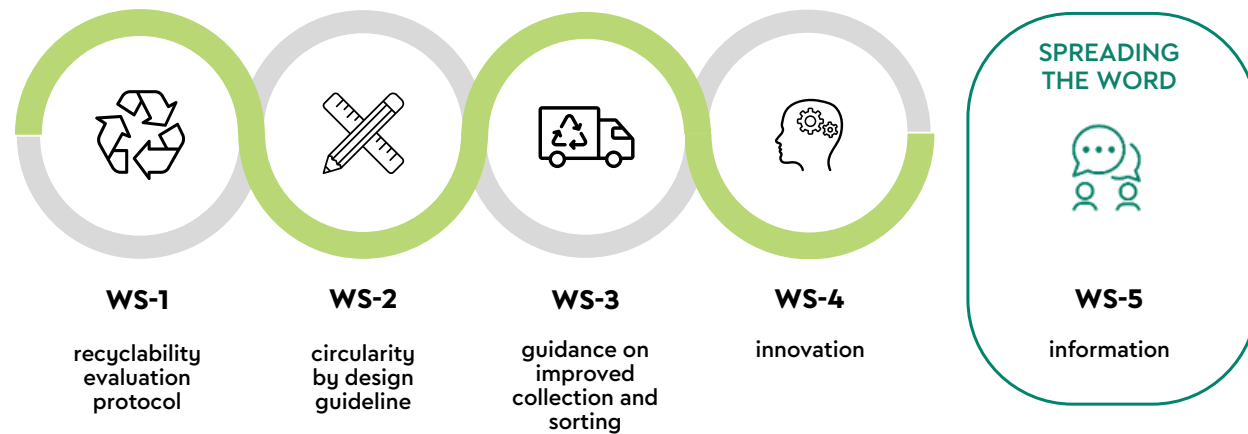 SPREADING
THE WORD
WS-1
recyclability
evaluation
protocol
WS-2
circularity
by design
guideline
WS-3
guidance on
improved
collection and
sorting
WS-4
innovation
WS-5
information